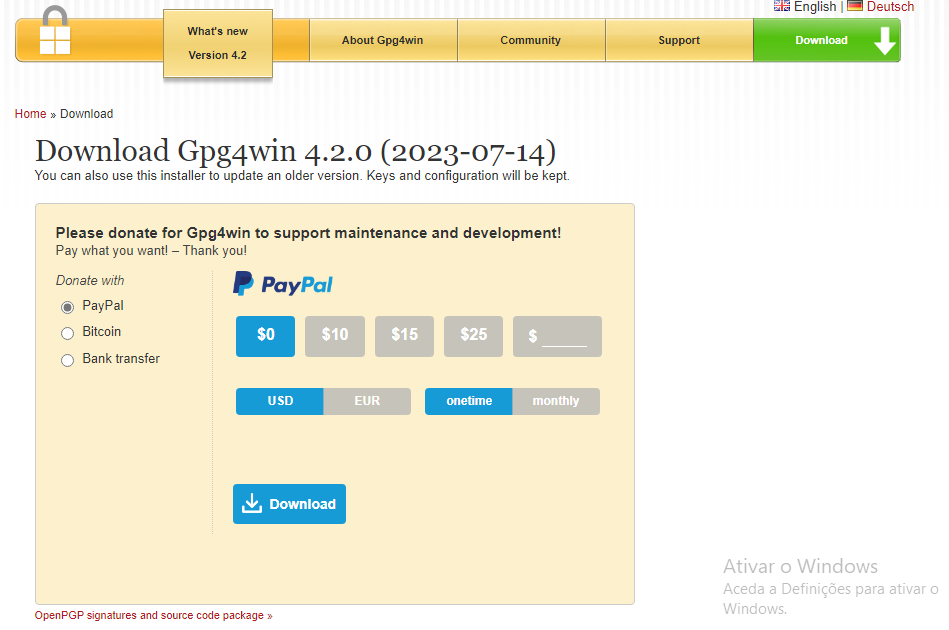 English | Deutsch
What's new
Version 4.2
About Gpg4win
Community
Support
Download
Home » Download
Download Gpg4win 4.2.0 (2023-07-14)
You can also use this installer to update an older version. Keys and configuration will be kept.
Please donate for Gpg4win to support maintenance and development!
Pay what you want! – Thank you!
Donate with
PayPal
Bitcoin
Bank transfer
PayPal
$0 $10 $15 $25 $ ______
USD EUR onetime monthly
Download
OpenPGP signatures and source code package »
Ativar o Windows
Aceda a Definições para ativar o
Windows.